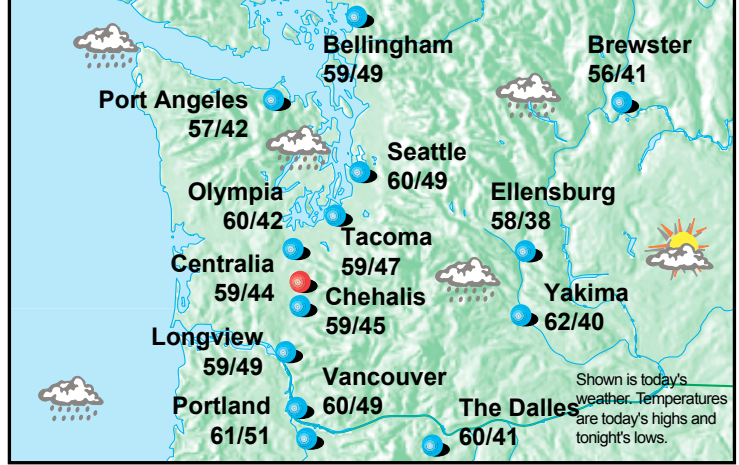 Bellingham
59/49
Brewster
56/41
Port Angeles
57/42
Seattle
60/49
Olympia
60/42
Ellensburg
58/38
Tacoma
59/47
Centralia
59/44
Chehalis
59/45
Yakima
62/40
Longview
59/49
Vancouver
60/49
Portland
61/51
The Dalles
60/41
Shown is today's
weather. Temperatures
are today's highs and
tonight's lows.